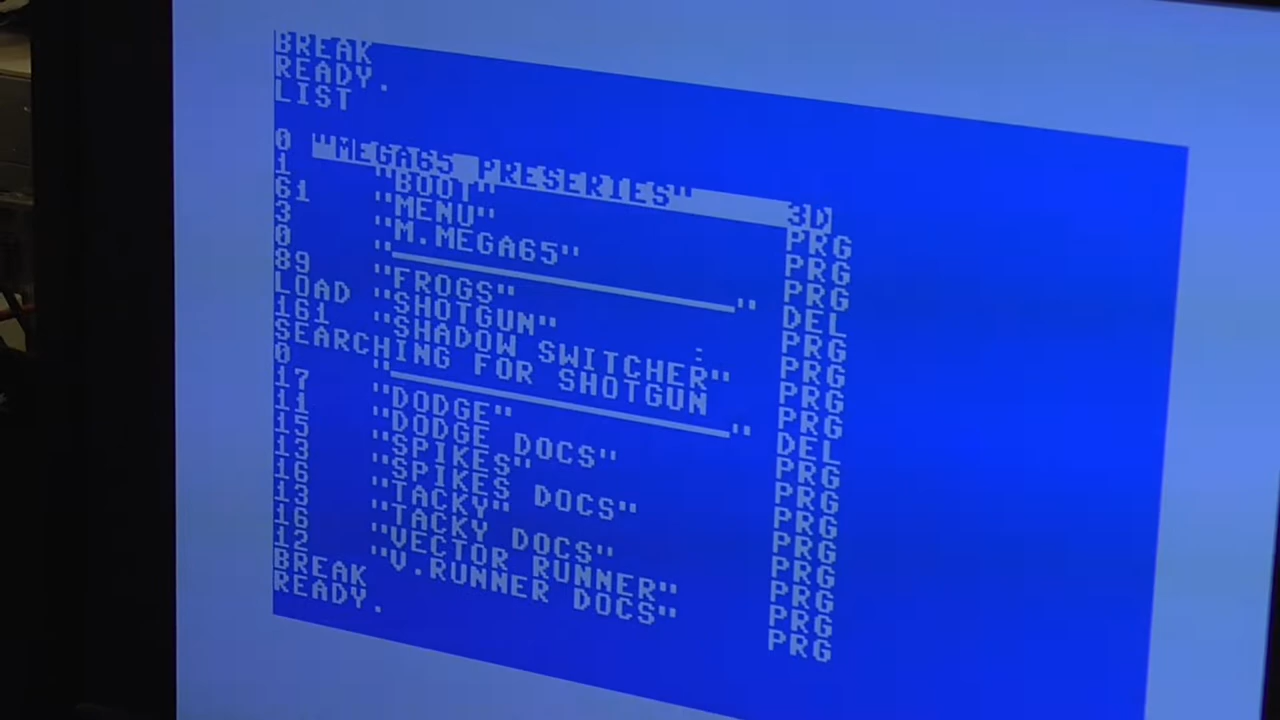 BREAK
READY.
LIST
0 "MEGA65 PRESERIES" 3D
1 "BOOT" PRG
61 "MENU" PRG
3 "M.MEGA65" PRG
0 "________________" DEL
89 "FROGS" PRG
LOAD "SHOTGUN" : PRG
161 "SHADOW SWITCHER" PRG
SEARCHING FOR SHOTGUN PRG
0 "________________" DEL
17 "DODGE" PRG
11 "DODGE DOCS" PRG
15 "SPIKES" PRG
13 "SPIKES DOCS" PRG
16 "TACKY" PRG
13 "TACKY DOCS" PRG
16 "VECTOR RUNNER" PRG
12 "V.RUNNER DOCS" PRG
BREAK
READY.